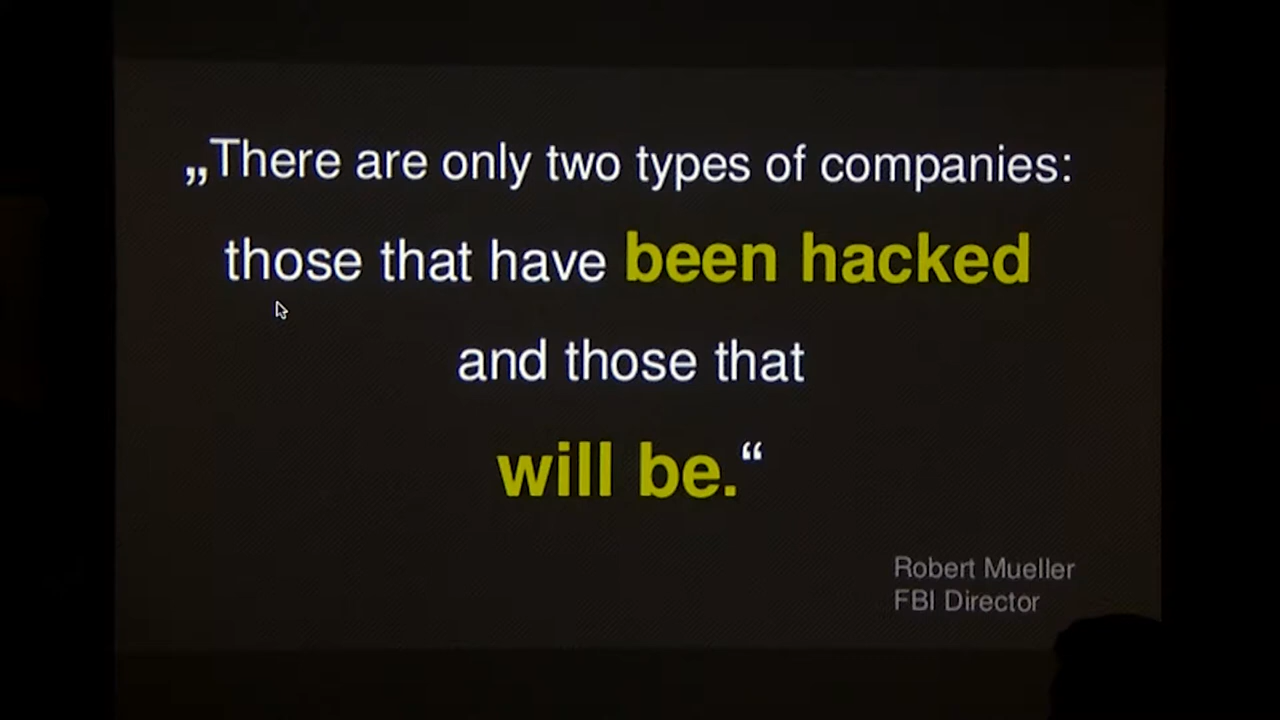 „There are only two types of companies:
those that have been hacked
and those that
will be.“
Robert Mueller
FBI Director